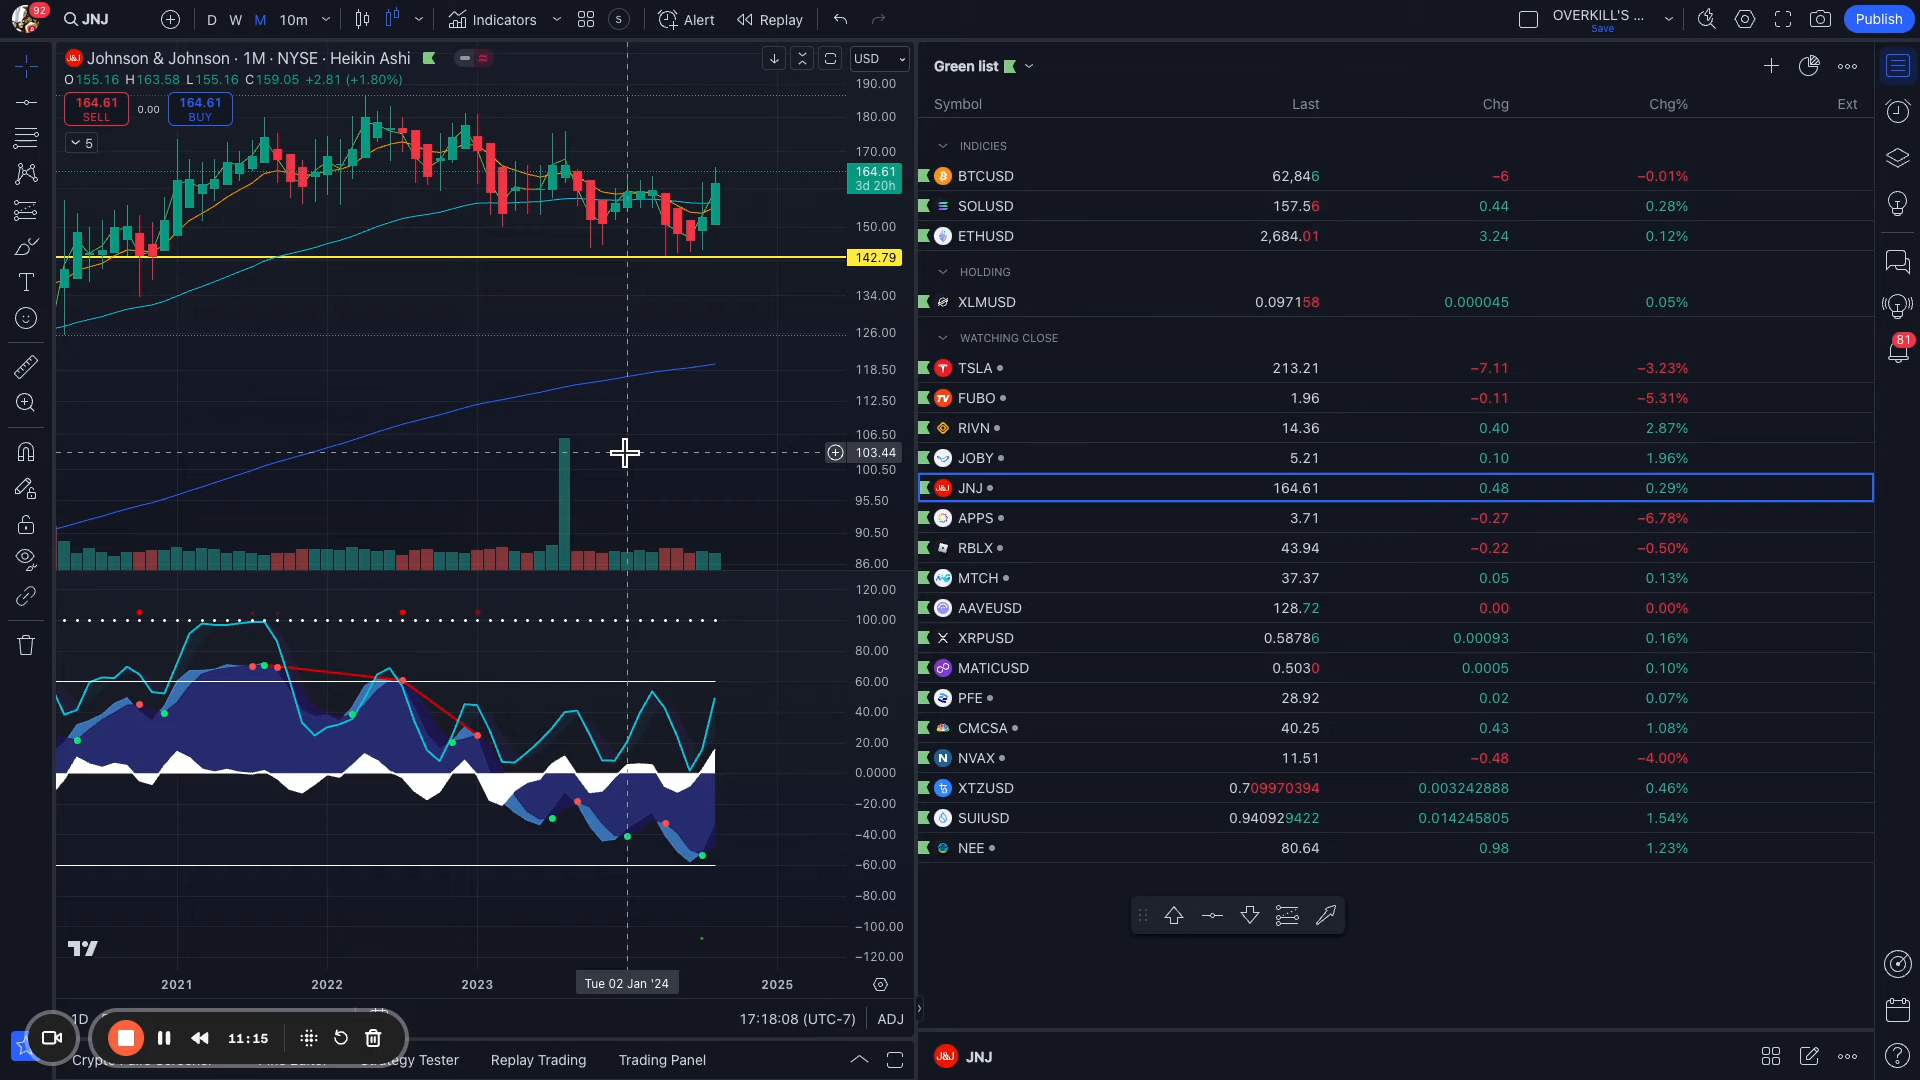 92
JNJ
D W M 10m
Indicators
S
Alert
Replay
OVERKILL'S ...
Save
Publish
Johnson & Johnson · 1M · NYSE · Heikin Ashi
USD
O155.16 H163.58 L155.16 C159.05 +2.81 (+1.80%)
164.61
SELL
0.00
164.61
BUY
5
190.00
180.00
170.00
164.61
3d 20h
150.00
142.79
134.00
126.00
118.50
112.50
106.50
103.44
100.50
95.50
90.50
86.00
120.00
100.00
80.00
60.00
40.00
20.00
0.0000
−20.00
−40.00
−60.00
−80.00
−100.00
−120.00
2021
2022
2023
Tue 02 Jan '24
2025
1D
17:18:08 (UTC-7)
ADJ
11:15
Strategy Tester
Replay Trading
Trading Panel
Green list
Symbol Last Chg Chg% Ext
INDICIES
BTCUSD 62,846 −6 −0.01%
SOLUSD 157.56 0.44 0.28%
ETHUSD 2,684.01 3.24 0.12%
HOLDING
XLMUSD 0.097158 0.000045 0.05%
WATCHING CLOSE
TSLA 213.21 −7.11 −3.23%
FUBO 1.96 −0.11 −5.31%
RIVN 14.36 0.40 2.87%
JOBY 5.21 0.10 1.96%
JNJ 164.61 0.48 0.29%
APPS 3.71 −0.27 −6.78%
RBLX 43.94 −0.22 −0.50%
MTCH 37.37 0.05 0.13%
AAVEUSD 128.72 0.00 0.00%
XRPUSD 0.58786 0.00093 0.16%
MATICUSD 0.5030 0.0005 0.10%
PFE 28.92 0.02 0.07%
CMCSA 40.25 0.43 1.08%
NVAX 11.51 −0.48 −4.00%
XTZUSD 0.709970394 0.003242888 0.46%
SUIUSD 0.940929422 0.014245805 1.54%
NEE 80.64 0.98 1.23%
J&J JNJ
81